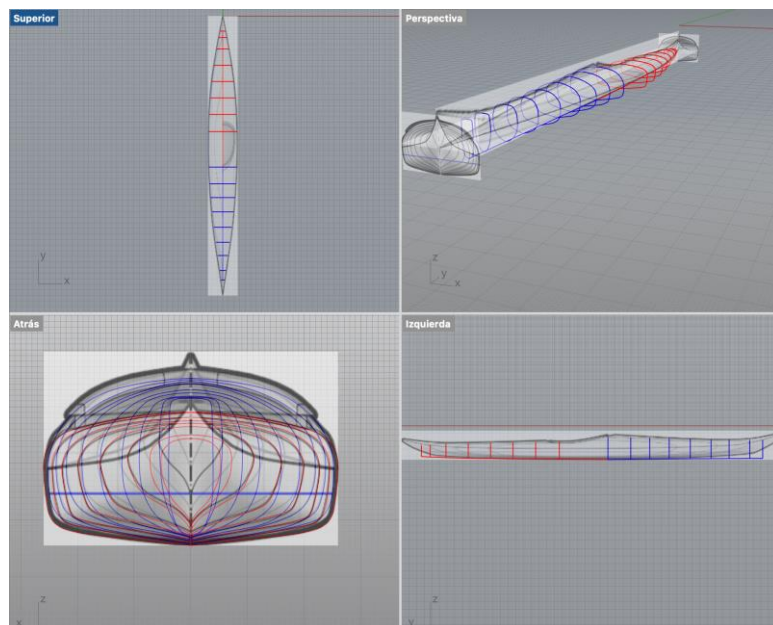 Superior
y
x
Perspectiva
z
y
x
Atrás
z
x
Izquierda
z
y